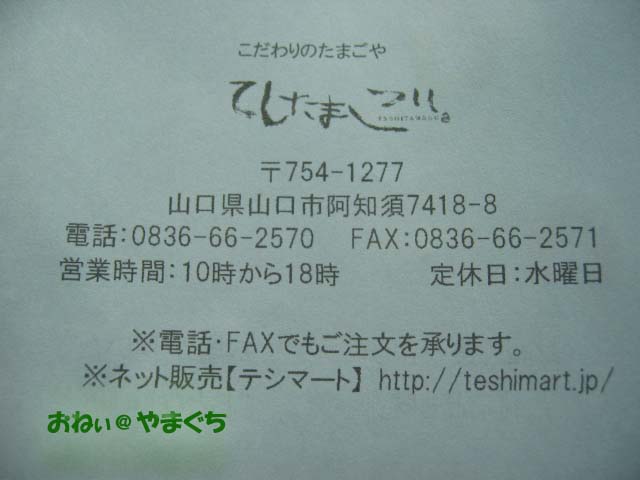 こだわりのたまごや
てしたまごつ!!
TESHITAMAGO
〒754-1277
山口県山口市阿知須7418-8
電話:0836-66-2570 FAX:0836-66-2571
営業時間:10時から18時 定休日:水曜日
※電話・FAXでもご注文を承ります。
※ネット販売【テシマート】 http://teshimart.jp/
おねぃ@やまぐち